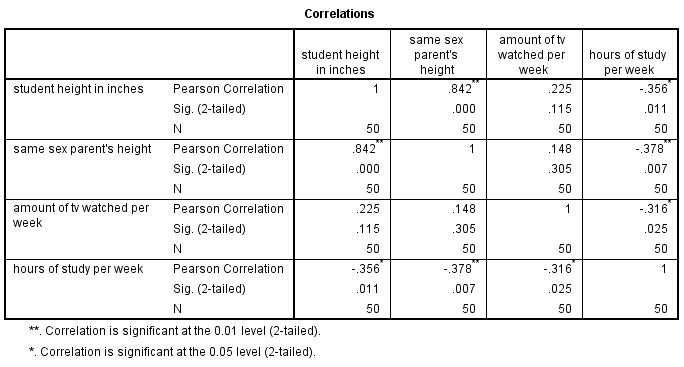 Correlations
student height in inches same sex parent's height amount of tv watched per week hours of study per week
student height in inches Pearson Correlation 1 .842** .225 -.356*
Sig. (2-tailed) .000 .115 .011
N 50 50 50 50
same sex parent's height Pearson Correlation .842** 1 .148 -.378**
Sig. (2-tailed) .000 .305 .007
N 50 50 50 50
amount of tv watched per week Pearson Correlation .225 .148 1 -.316*
Sig. (2-tailed) .115 .305 .025
N 50 50 50 50
hours of study per week Pearson Correlation -.356* -.378** -.316* 1
Sig. (2-tailed) .011 .007 .025
N 50 50 50 50
**. Correlation is significant at the 0.01 level (2-tailed).
*. Correlation is significant at the 0.05 level (2-tailed).